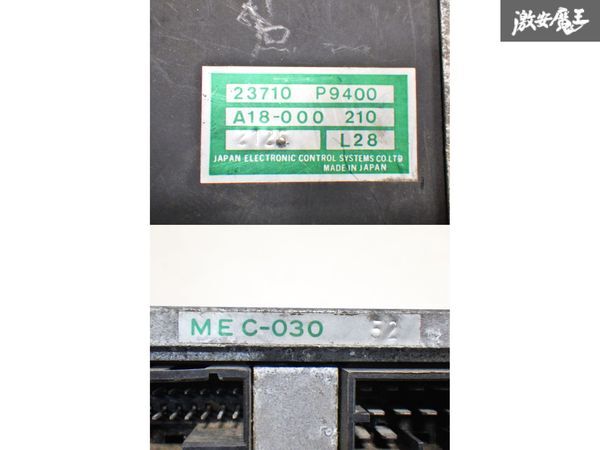 激安魔王
23710 P9400
A18-000 210
L28
JAPAN ELECTRONIC CONTROL SYSTEMS CO.LTD
MADE IN JAPAN
MEC-030 52